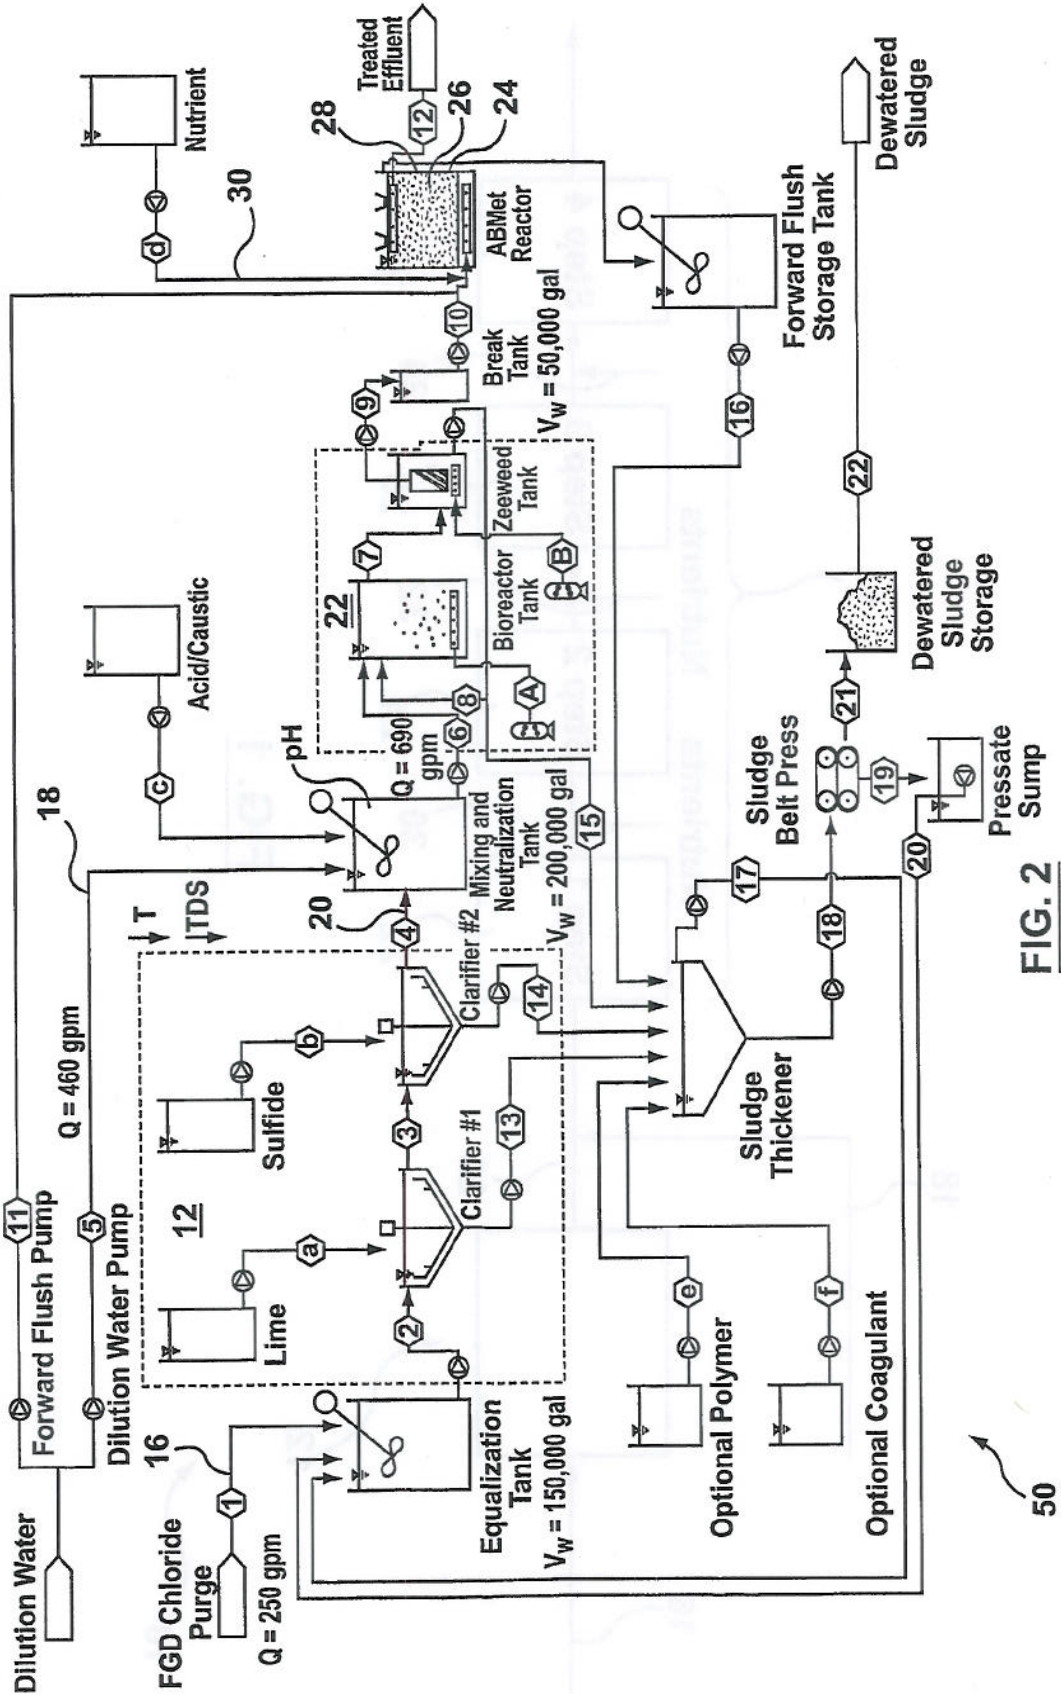 Dilution Water
11
Forward Flush Pump
5
Dilution Water Pump
Q = 460 gpm
18
FGD Chloride
Purge
1
16
Q = 250 gpm
Equalization
Tank
Vw = 150,000 gal
12
Lime
a
Sulfide
b
2
Clarifier #1
3
Clarifier #2
4
20
13
14
T
TDS
Acid/Caustic
c
pH
Mixing and
Neutralization
Tank
Vw = 200,000 gal
Q = 690
gpm
6
8
22
7
Bioreactor
Tank
A
B
Zeeweed
Tank
9
Break
Tank
Vw = 50,000 gal
10
Nutrient
d
30
28
26
24
ABMet
Reactor
12
Treated
Effluent
Forward Flush
Storage Tank
16
15
Optional Polymer
e
Optional Coagulant
f
Sludge
Thickener
17
18
Sludge
Belt Press
19
20
Pressate
Sump
21
Dewatered
Sludge
Storage
22
Dewatered
Sludge
50
FIG. 2